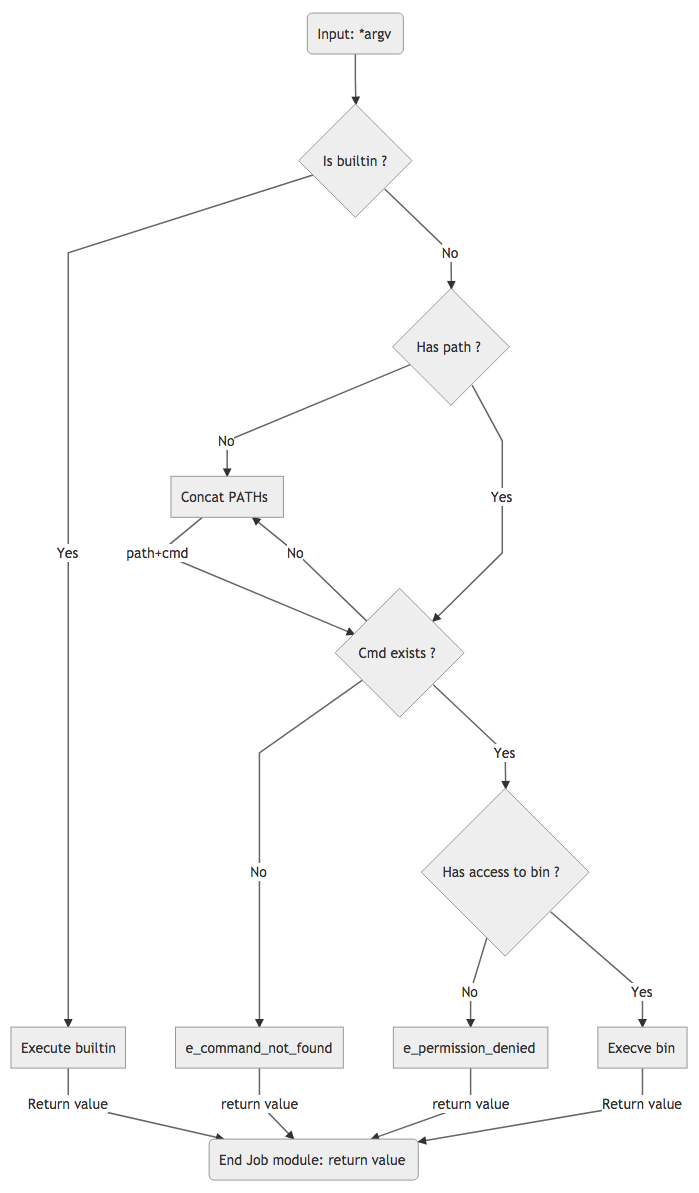 Input: *argv
Is builtin ?
No
Has path ?
No
Concat PATHs
Yes
Yes
path+cmd
No
Cmd exists ?
Yes
No
Has access to bin ?
No
Yes
Execute builtin
e_command_not_found
e_permission_denied
Execve bin
Return value
return value
return value
Return value
End Job module: return value